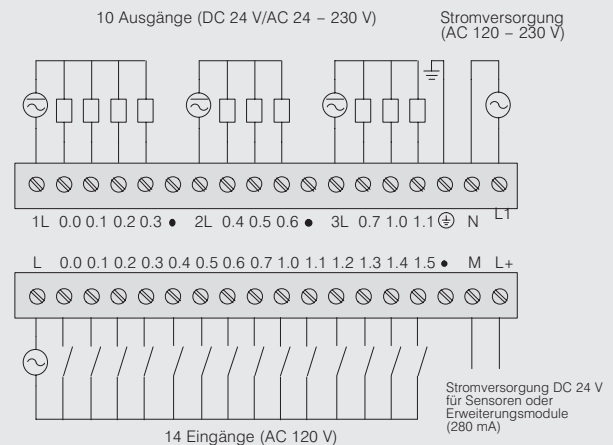 10 Ausgänge (DC 24 V/AC 24 – 230 V)
Stromversorgung
(AC 120 – 230 V)
1L 0.0 0.1 0.2 0.3 • 2L 0.4 0.5 0.6 • 3L 0.7 1.0 1.1 N L1
L 0.0 0.1 0.2 0.3 0.4 0.5 0.6 0.7 1.0 1.1 1.2 1.3 1.4 1.5 • M L+
Stromversorgung DC 24 V
für Sensoren oder
Erweiterungsmodule
(280 mA)
14 Eingänge (AC 120 V)